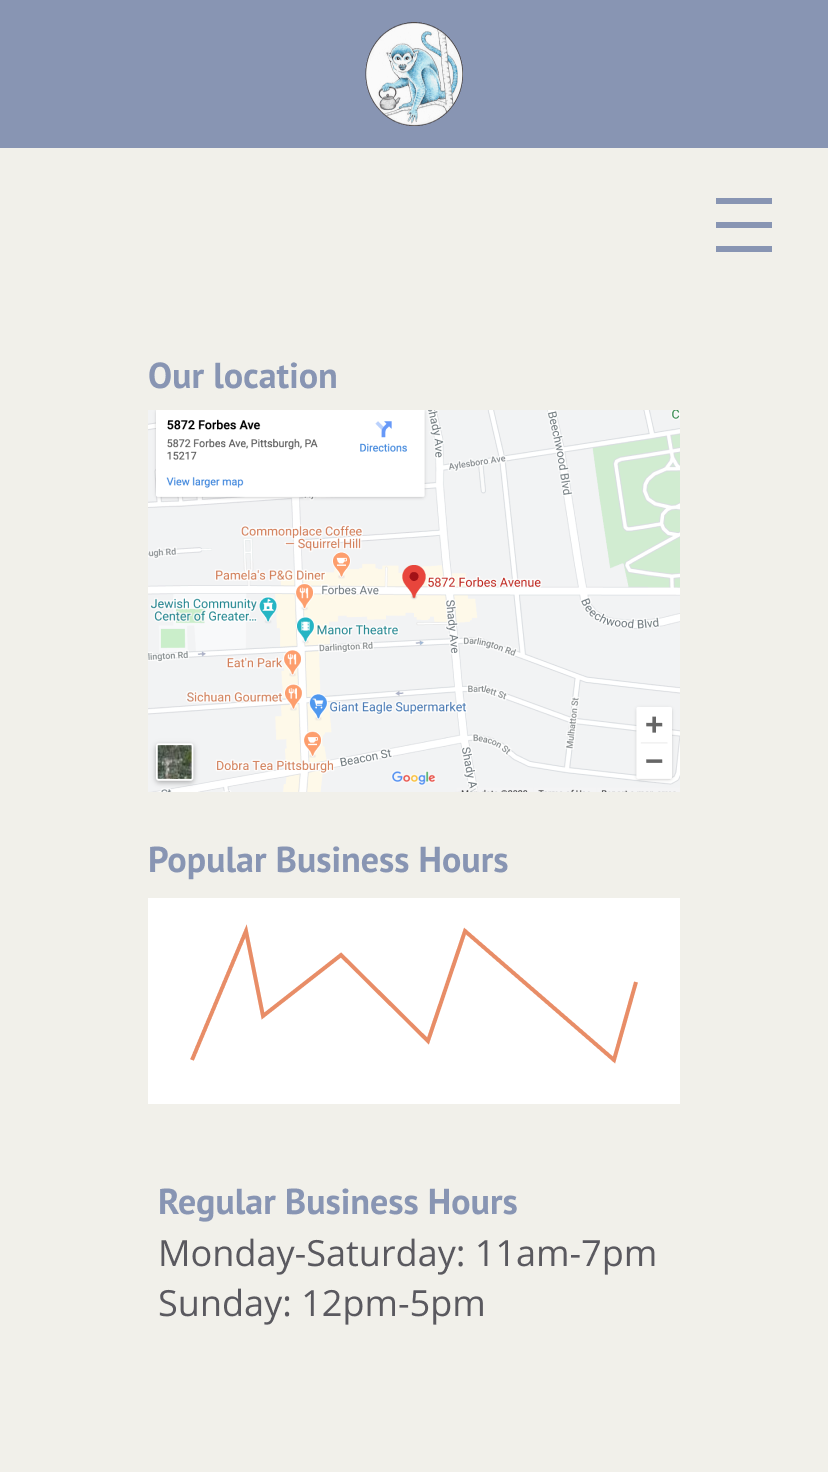 Our location
5872 Forbes Ave
5872 Forbes Ave, Pittsburgh, PA
15217
Directions
View larger map
Shady Ave
Beechwood Blvd
Aylesboro Ave
Commonplace Coffee
– Squirrel Hill
ough Rd
Pamela's P&G Diner
5872 Forbes Avenue
Forbes Ave
Jewish Community
Center of Greater...
Shady Ave
Beechwood Blvd
Manor Theatre
Darlington Rd
Darlington Rd
lington Rd
Eat'n Park
Bartlett St
Sichuan Gourmet
Giant Eagle Supermarket
Mulhatton St
Beacon St
Beacon St
Shady A
Dobra Tea Pittsburgh
Google
Popular Business Hours
Regular Business Hours
Monday-Saturday: 11am-7pm
Sunday: 12pm-5pm